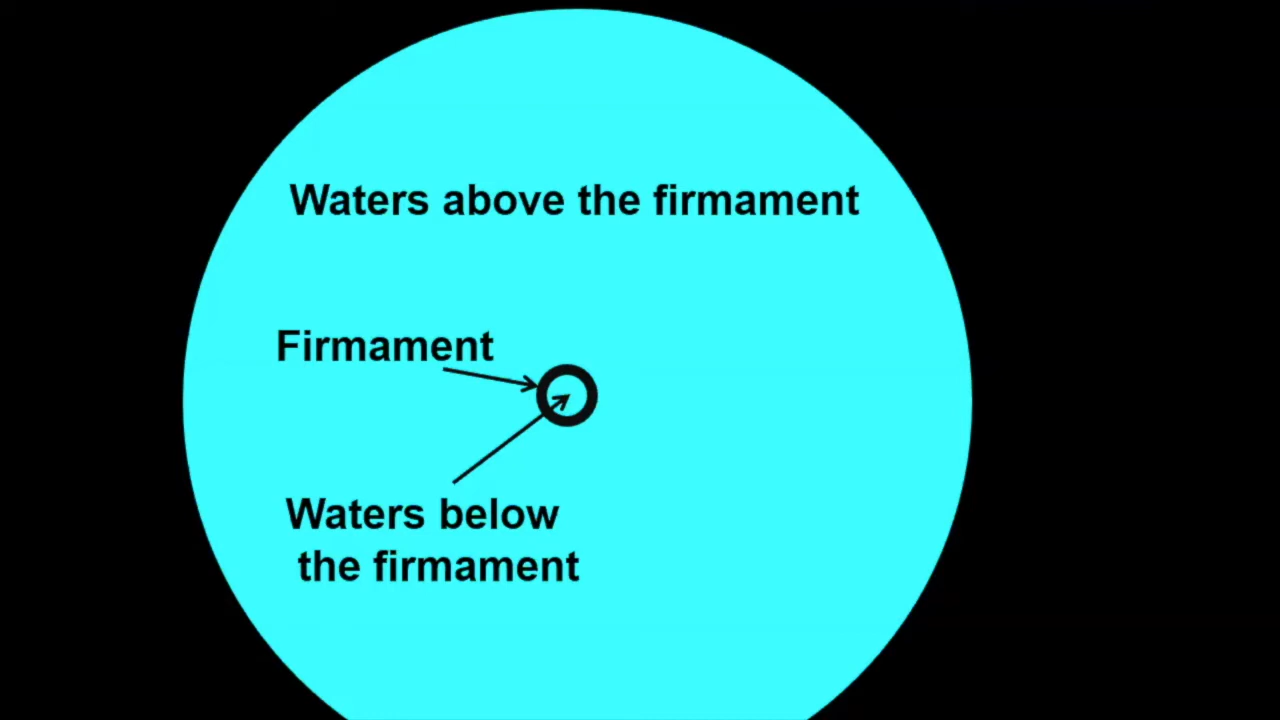 Waters above the firmament
Firmament
Waters below
the firmament